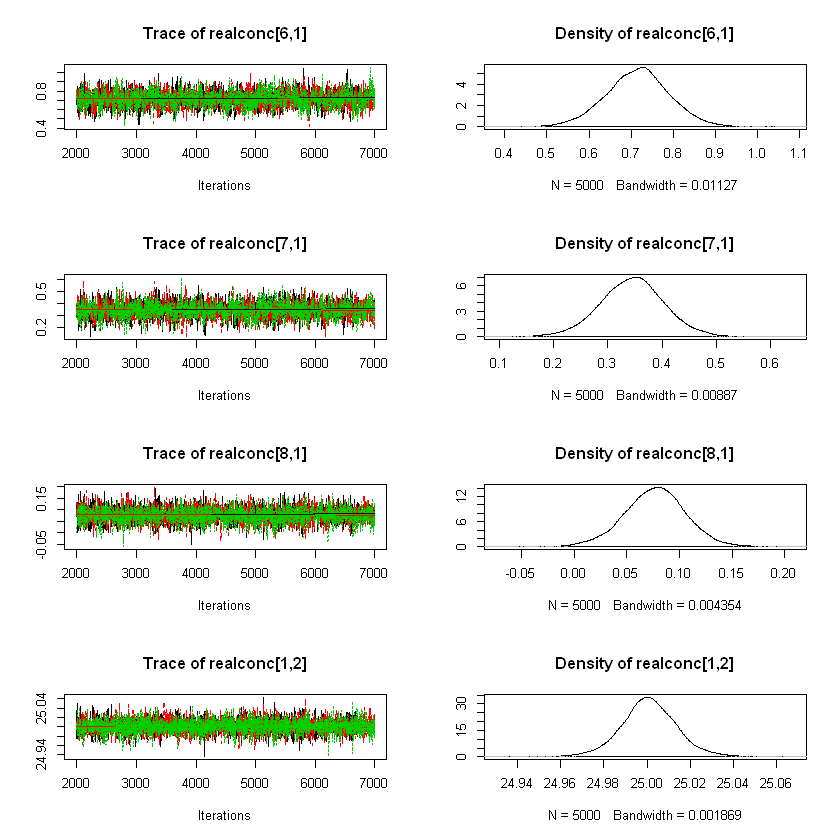 Trace of realconc[6,1]
0.4 0.8
2000 3000 4000 5000 6000 7000
Iterations
Density of realconc[6,1]
0 2 4
0.4 0.5 0.6 0.7 0.8 0.9 1.0 1.1
N = 5000 Bandwidth = 0.01127
Trace of realconc[7,1]
0.2 0.5
2000 3000 4000 5000 6000 7000
Iterations
Density of realconc[7,1]
0 3 6
0.1 0.2 0.3 0.4 0.5 0.6
N = 5000 Bandwidth = 0.00887
Trace of realconc[8,1]
-0.05 0.15
2000 3000 4000 5000 6000 7000
Iterations
Density of realconc[8,1]
0 6 12
-0.05 0.00 0.05 0.10 0.15 0.20
N = 5000 Bandwidth = 0.004354
Trace of realconc[1,2]
24.94 25.04
2000 3000 4000 5000 6000 7000
Iterations
Density of realconc[1,2]
0 15 30
24.94 24.96 24.98 25.00 25.02 25.04 25.06
N = 5000 Bandwidth = 0.001869